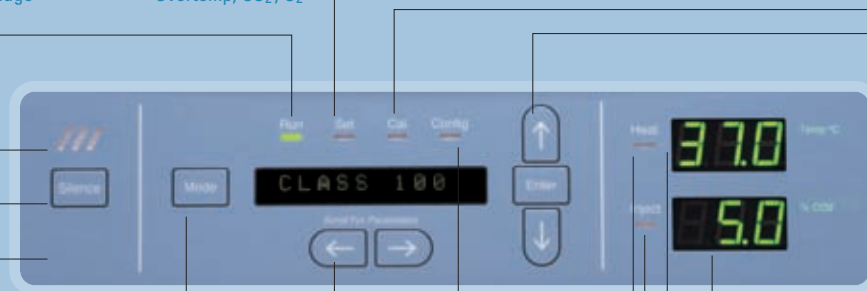 Overtemp, CO₂, O₂
Run Set Cal Config
Heat
37.0
Temp °C
Silence
Mode
CLASS 100
Enter
Inject
5.0
Scroll For Parameters